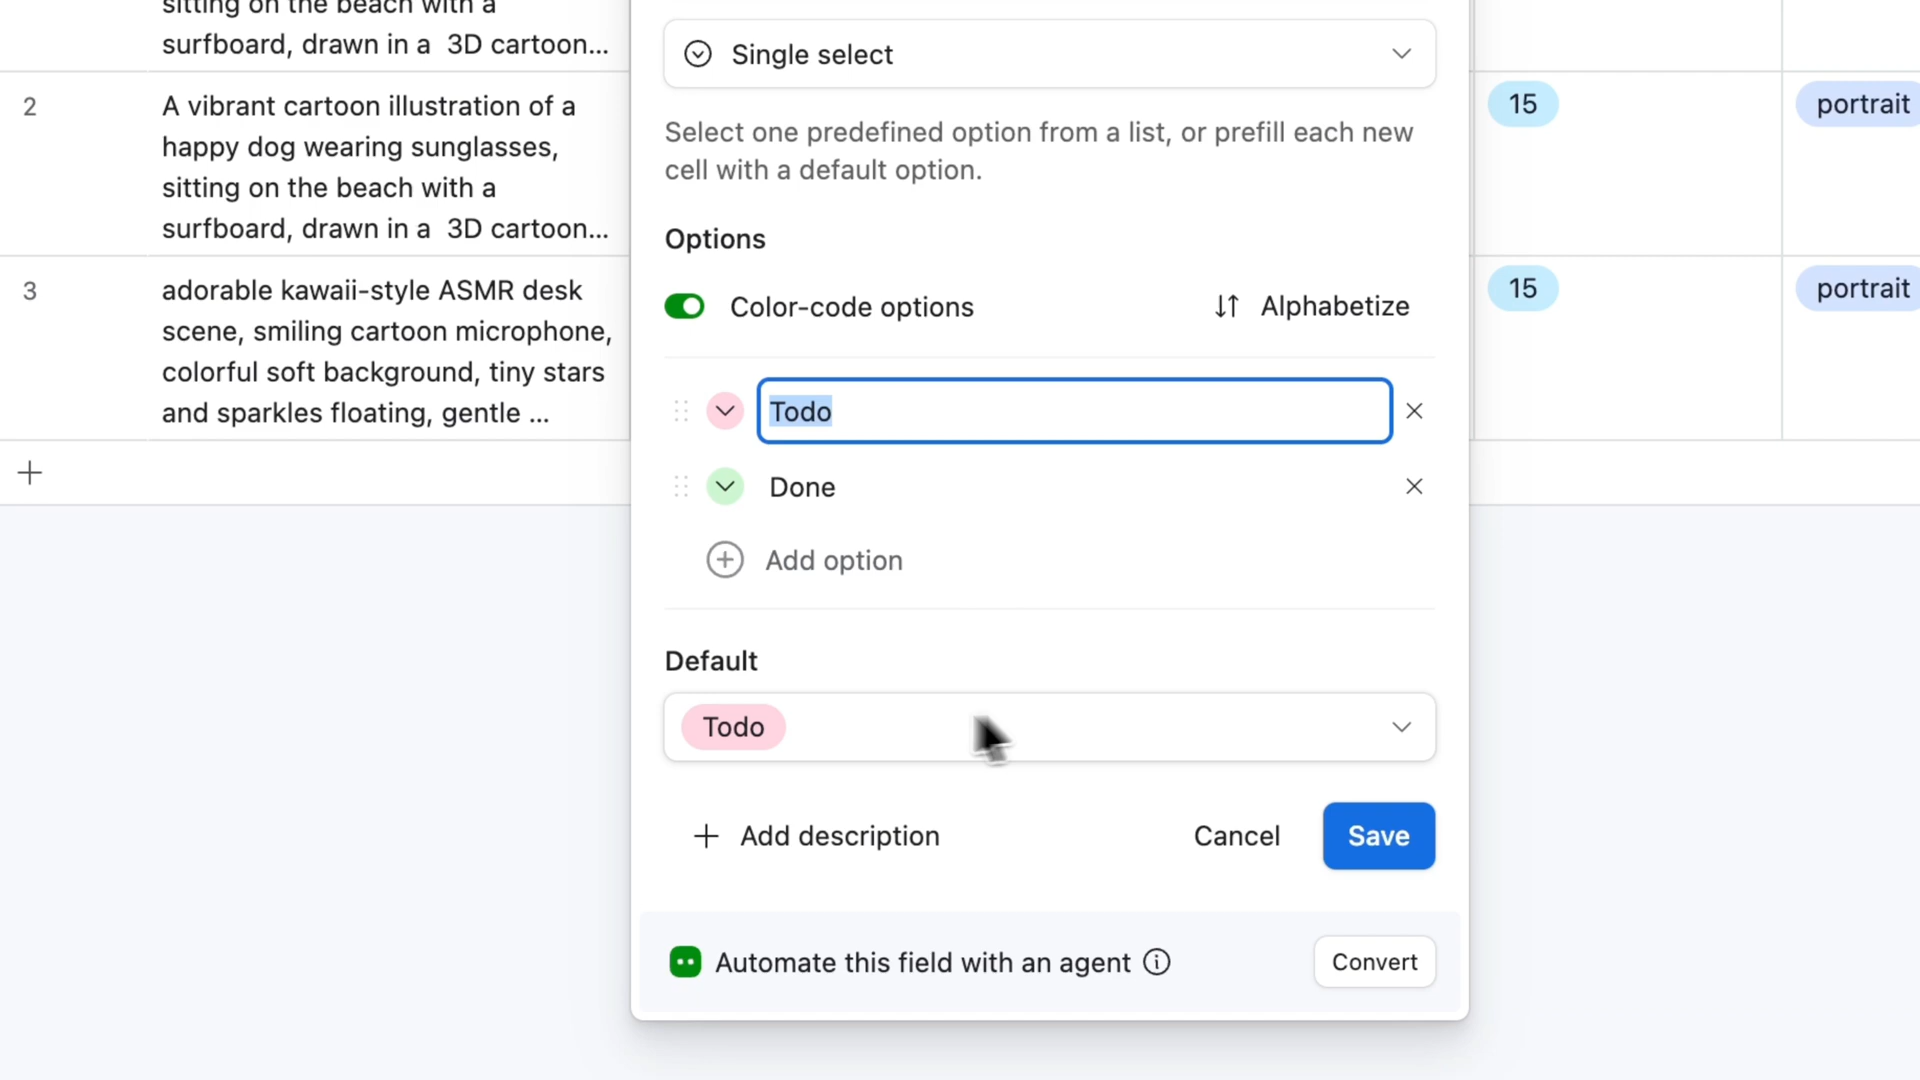 sitting on the beach with a
surfboard, drawn in a  3D cartoon...
2
A vibrant cartoon illustration of a
happy dog wearing sunglasses,
sitting on the beach with a
surfboard, drawn in a  3D cartoon...
3
adorable kawaii-style ASMR desk
scene, smiling cartoon microphone,
colorful soft background, tiny stars
and sparkles floating, gentle ...
Single select
Select one predefined option from a list, or prefill each new
cell with a default option.
Options
Color-code options
Alphabetize
Todo
Done
Add option
Default
Todo
Add description
Cancel
Save
Automate this field with an agent
Convert
15
portrait
15
portrait